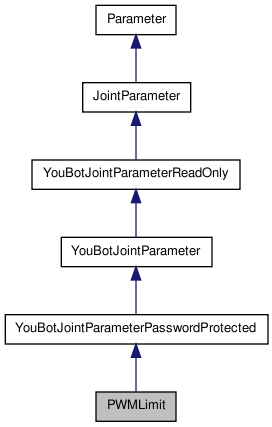 Parameter
JointParameter
YouBotJointParameterReadOnly
YouBotJointParameter
YouBotJointParameterPasswordProtected
PWMLimit